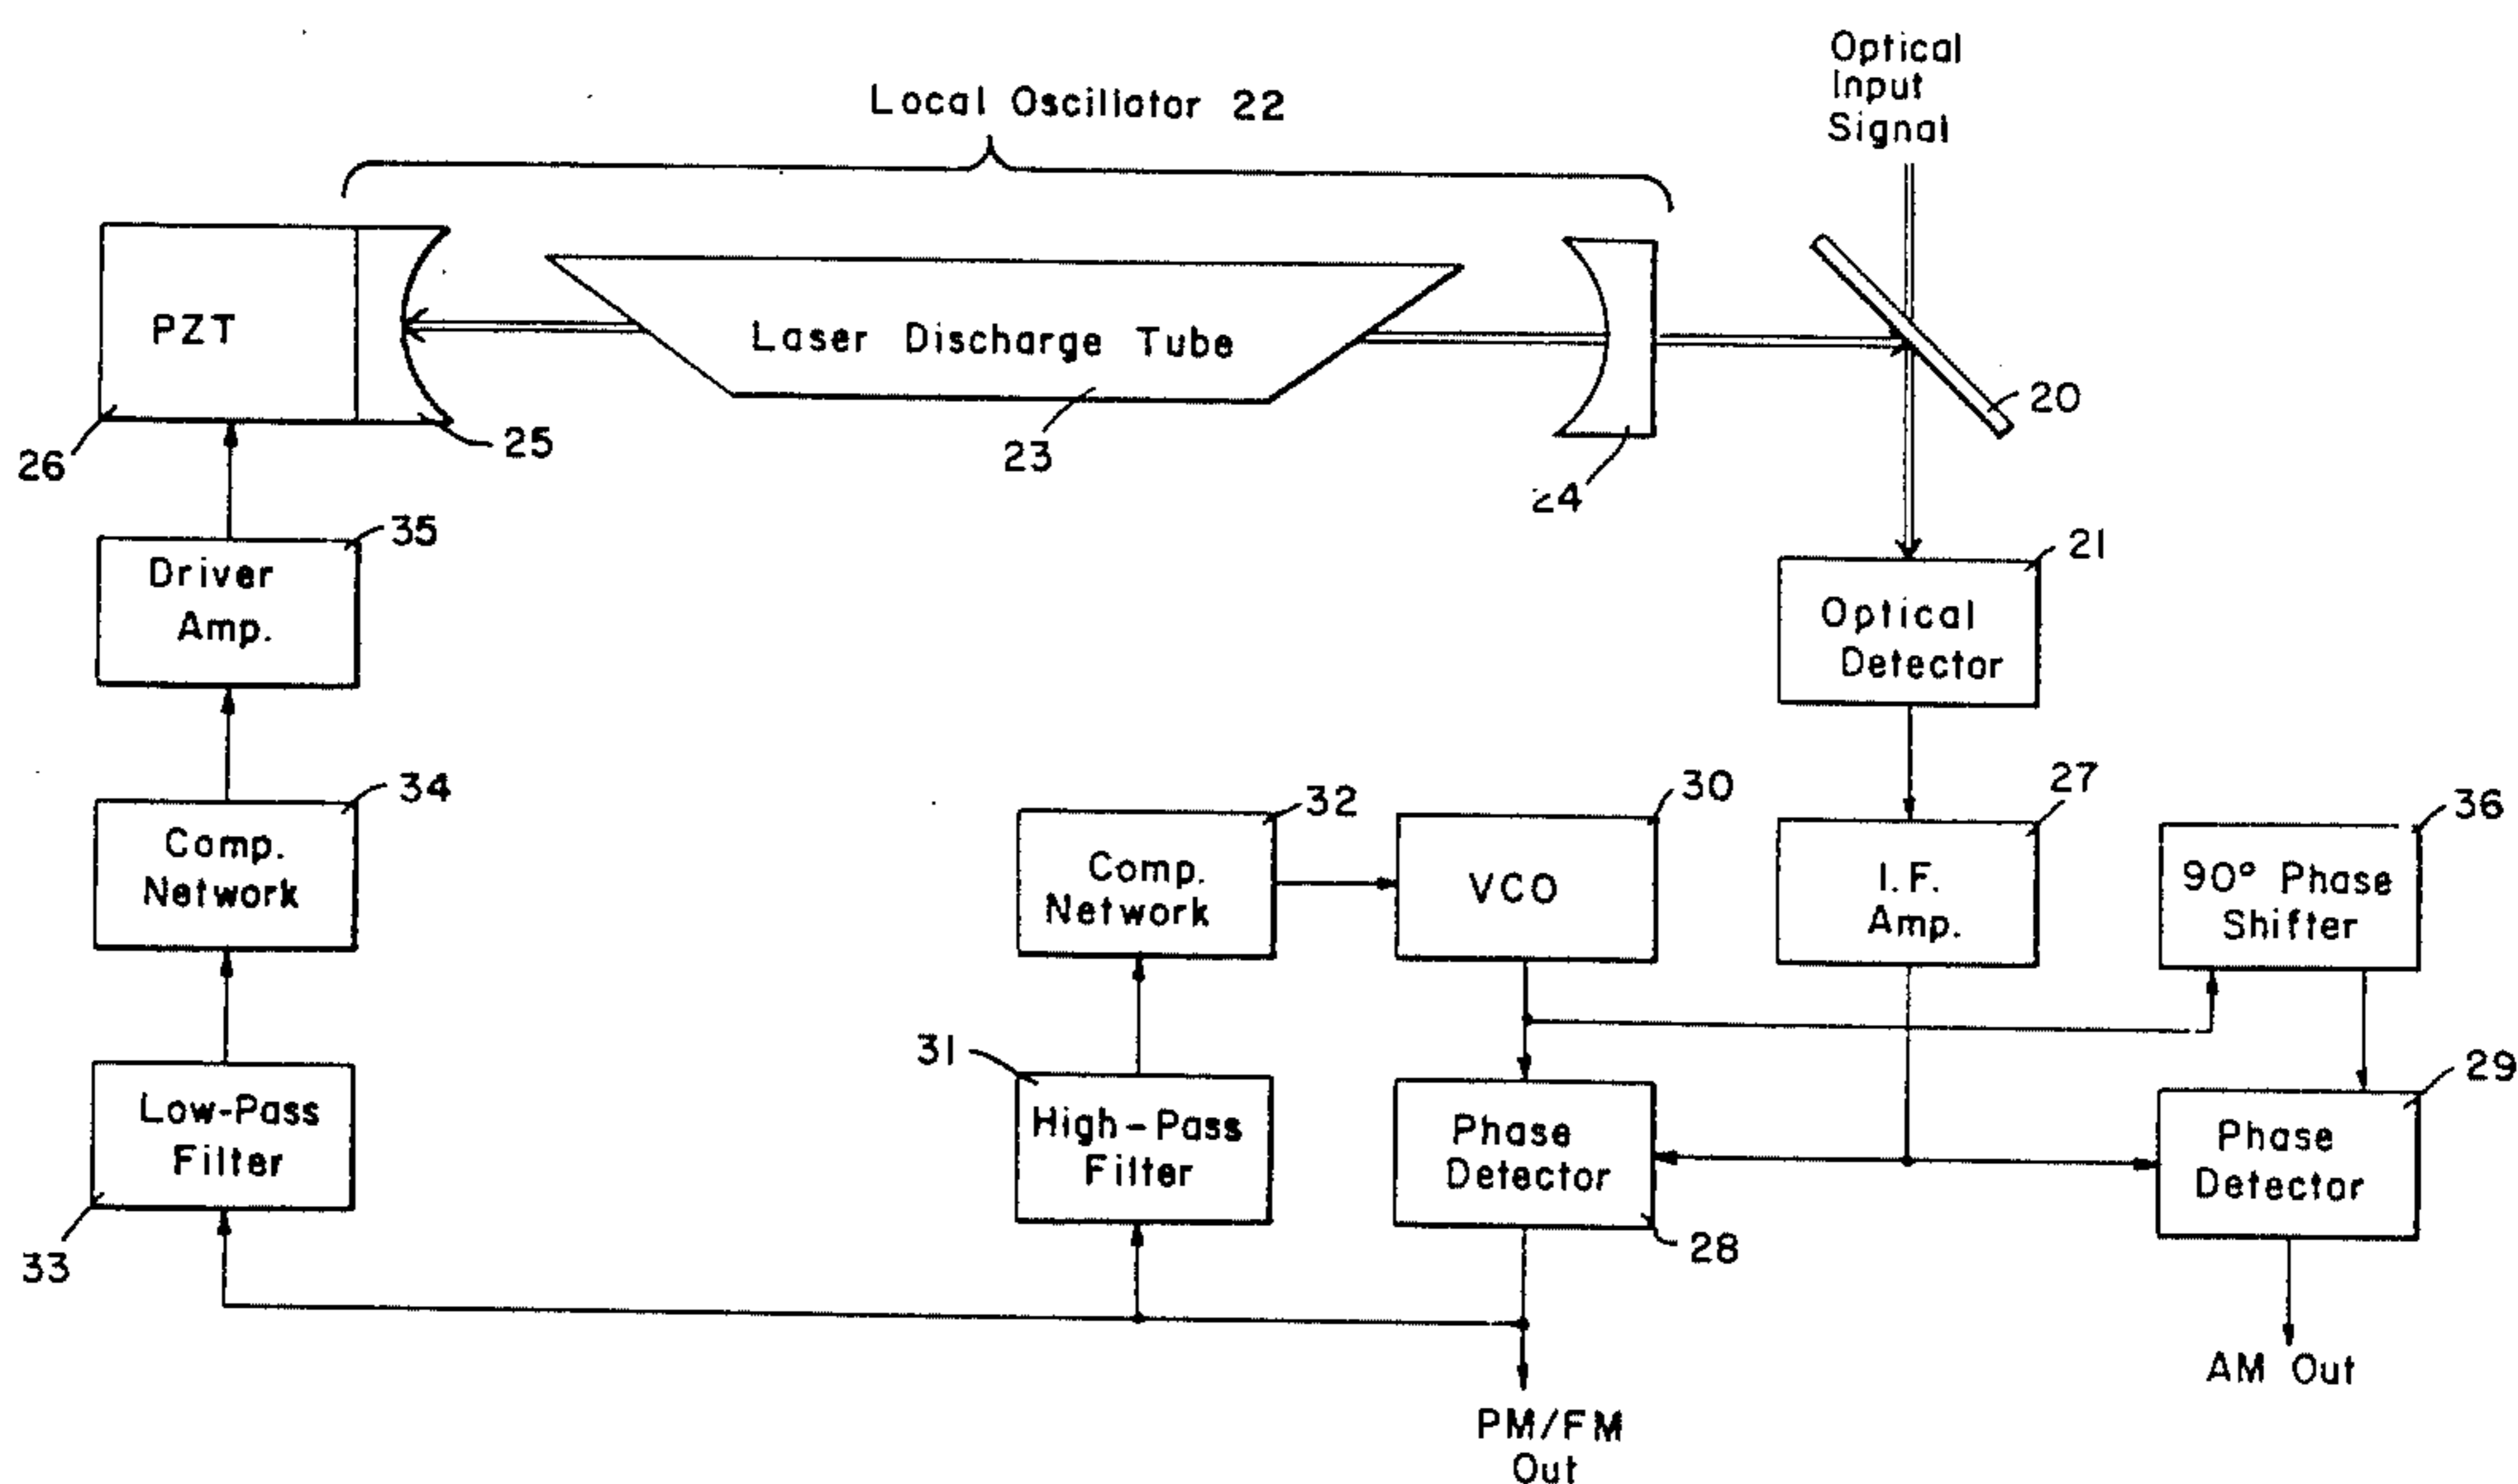 Optical
Input
Signal
Local Oscillator 22
PZT
Laser Discharge Tube
20
25
26
23
24
35
Driver
Amp.
21
Optical
Detector
34
Comp.
Network
32
Comp.
Network
30
VCO
27
I.F.
Amp.
36
90° Phase
Shifter
31
High-Pass
Filter
Low-Pass
Filter
33
Phase
Detector
28
29
Phase
Detector
AM Out
PM/FM
Out